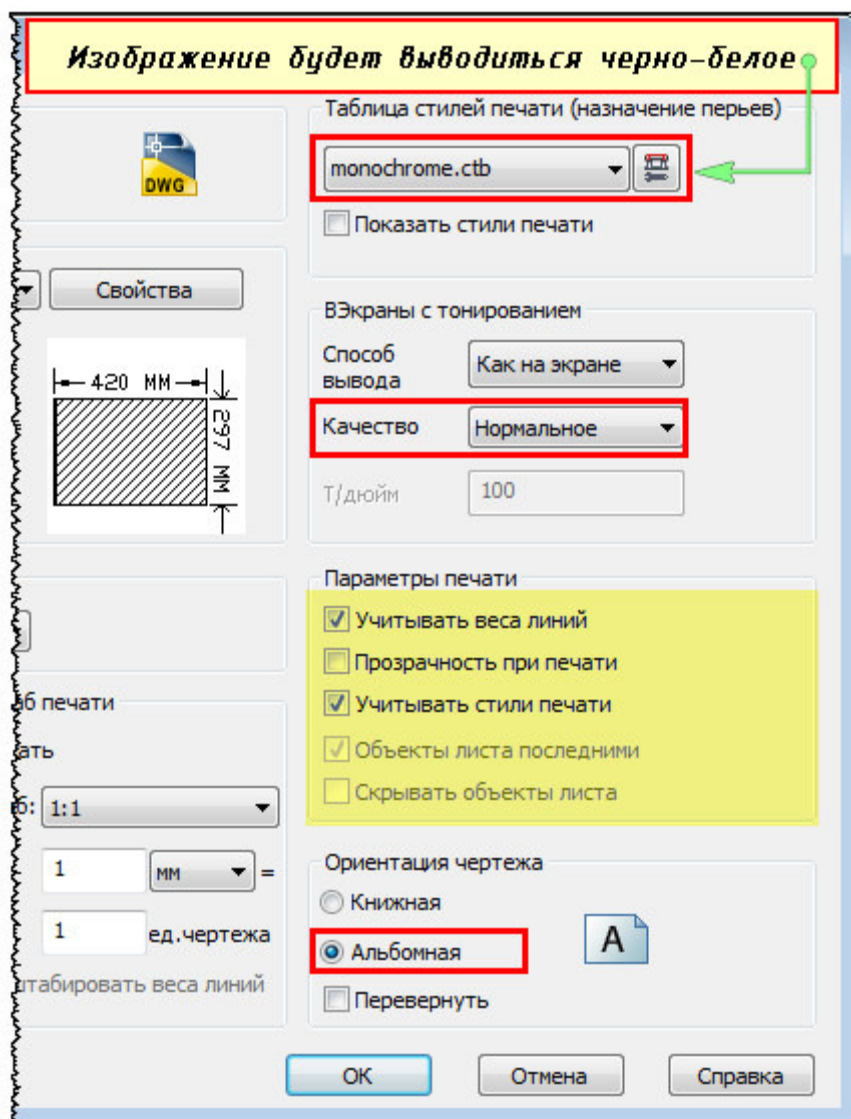 Изображение будет выводиться черно-белое
Таблица стилей печати (назначение перьев)
DWG
monochrome.ctb
Показать стили печати
Свойства
ВЭкраны с тонированием
Способ вывода
Как на экране
420 ММ
297 ММ
Качество
Нормальное
Т/дюйм
100
Параметры печати
Учитывать веса линий
Прозрачность при печати
Учитывать стили печати
Объекты листа последними
Скрывать объекты листа
аб печати
ать
б:
1:1
1
мм
=
1
ед.чертежа
штабировать веса линий
Ориентация чертежа
Книжная
Альбомная
A
Перевернуть
ОК
Отмена
Справка